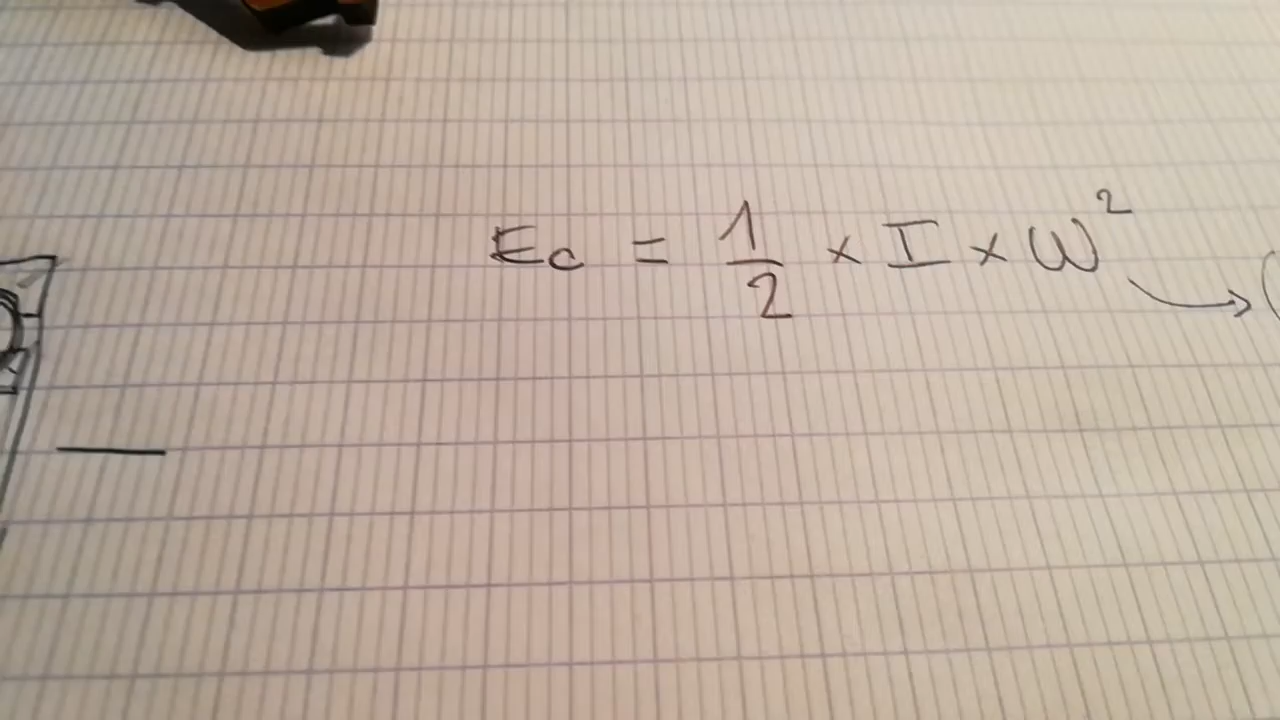 Ec = 1/2 × I × ω² → (